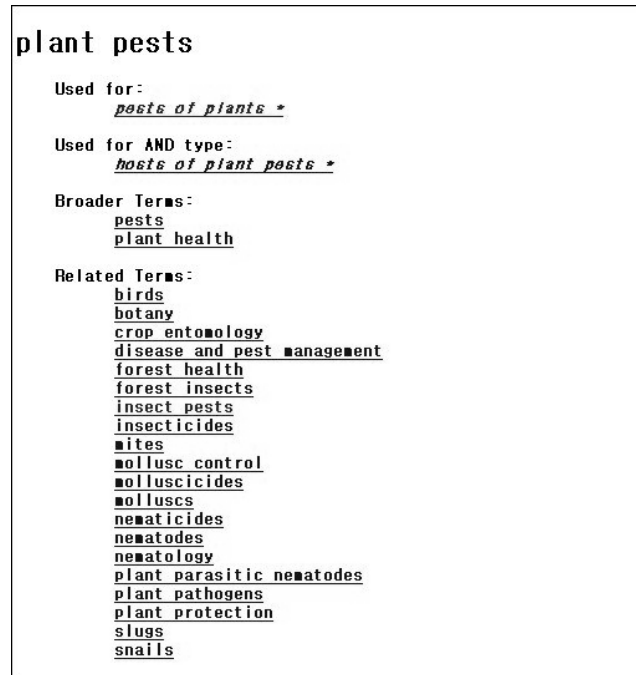 plant pests
Used for:
pests of plants *
Used for AND type:
hosts of plant pests *
Broader Terms:
pests
plant health
Related Terms:
birds
botany
crop entomology
disease and pest management
forest health
forest insects
insect pests
insecticides
mites
mollusc control
molluscicides
molluscs
nematicides
nematodes
nematology
plant parasitic nematodes
plant pathogens
plant protection
slugs
snails